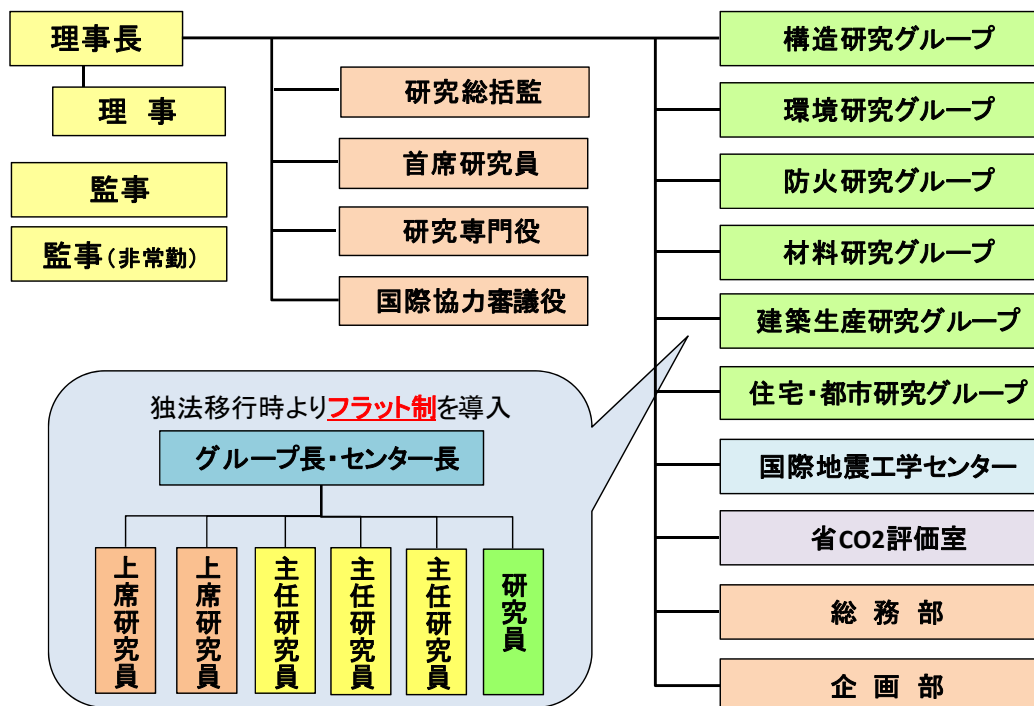 理事長
理 事
監事
監事（非常勤）
研究総括監
首席研究員
研究専門役
国際協力審議役
構造研究グループ
環境研究グループ
防火研究グループ
材料研究グループ
建築生産研究グループ
住宅・都市研究グループ
国際地震工学センター
省CO2評価室
総 務 部
企 画 部
独法移行時よりフラット制を導入
グループ長・センター長
上席研究員
上席研究員
主任研究員
主任研究員
主任研究員
研究員